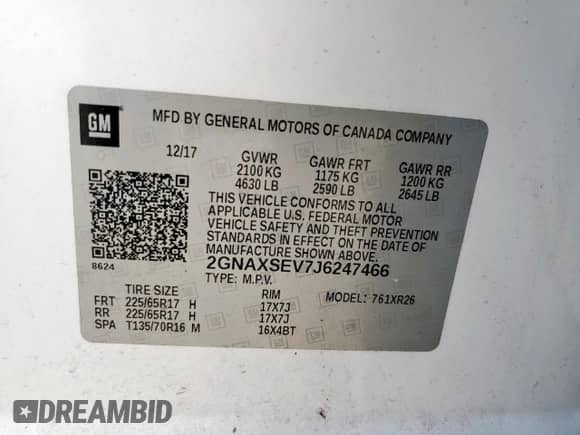 GM
MFD BY GENERAL MOTORS OF CANADA COMPANY
12/17 GVWR GAWR FRT GAWR RR
2100 KG 1175 KG 1200 KG
4630 LB 2590 LB 2645 LB
THIS VEHICLE CONFORMS TO ALL
APPLICABLE U.S. FEDERAL MOTOR
VEHICLE SAFETY AND THEFT PREVENTION
STANDARDS IN EFFECT ON THE DATE OF
MANUFACTURE SHOWN ABOVE.
8624
2GNAXSEV7J6247466
TYPE: M.P.V.
TIRE SIZE RIM MODEL: 761XR26
FRT 225/65R17 H 17X7J
RR 225/65R17 H 17X7J
SPA T135/70R16 M 16X4BT
DREAMBID